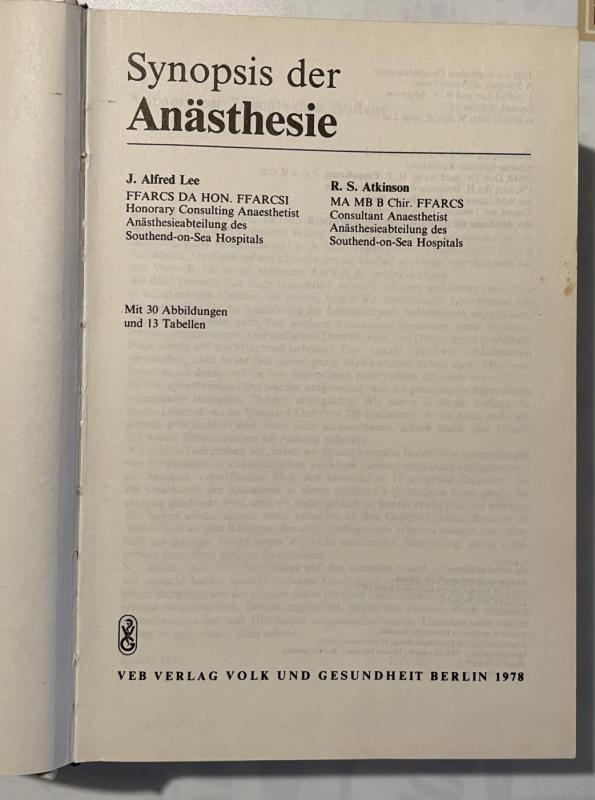 Synopsis der
Anästhesie
J. Alfred Lee
FFARCS DA HON. FFARCSI
Honorary Consulting Anaesthetist
Anästhesieabteilung des
Southend-on-Sea Hospitals
R. S. Atkinson
MA MB B Chir. FFARCS
Consultant Anaesthetist
Anästhesieabteilung des
Southend-on-Sea Hospitals
Mit 30 Abbildungen
und 13 Tabellen
VEB VERLAG VOLK UND GESUNDHEIT BERLIN 1978